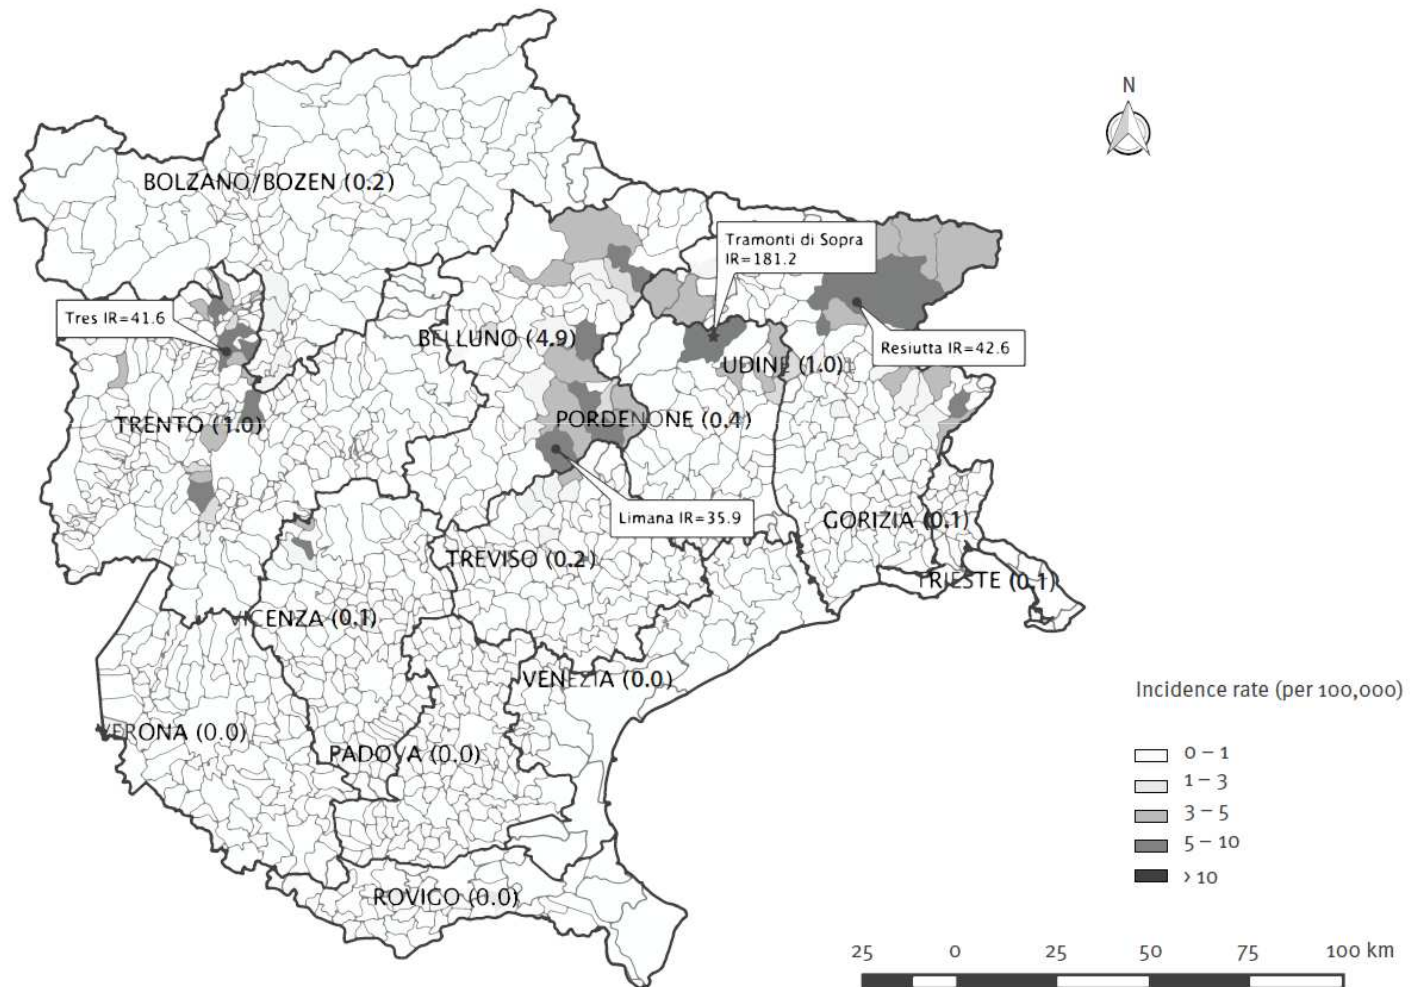 N
BOLZANO/BOZEN (0.2)
Tramonti di Sopra
IR=181.2
Tres IR=41.6
BELLUNO (4.9)
Resiutta IR=42.6
UDINE (1.0)
TRENTO (1.0)
PORDENONE (0.4)
Limana IR=35.9
GORIZIA (0.1)
TREVISO (0.2)
TRIESTE (0.1)
VICENZA (0.1)
VENEZIA (0.0)
Incidence rate (per 100,000)
VERONA (0.0)
PADOVA (0.0)
0 – 1
1 – 3
3 – 5
5 – 10
> 10
ROVIGO (0.0)
25 0 25 50 75 100 km